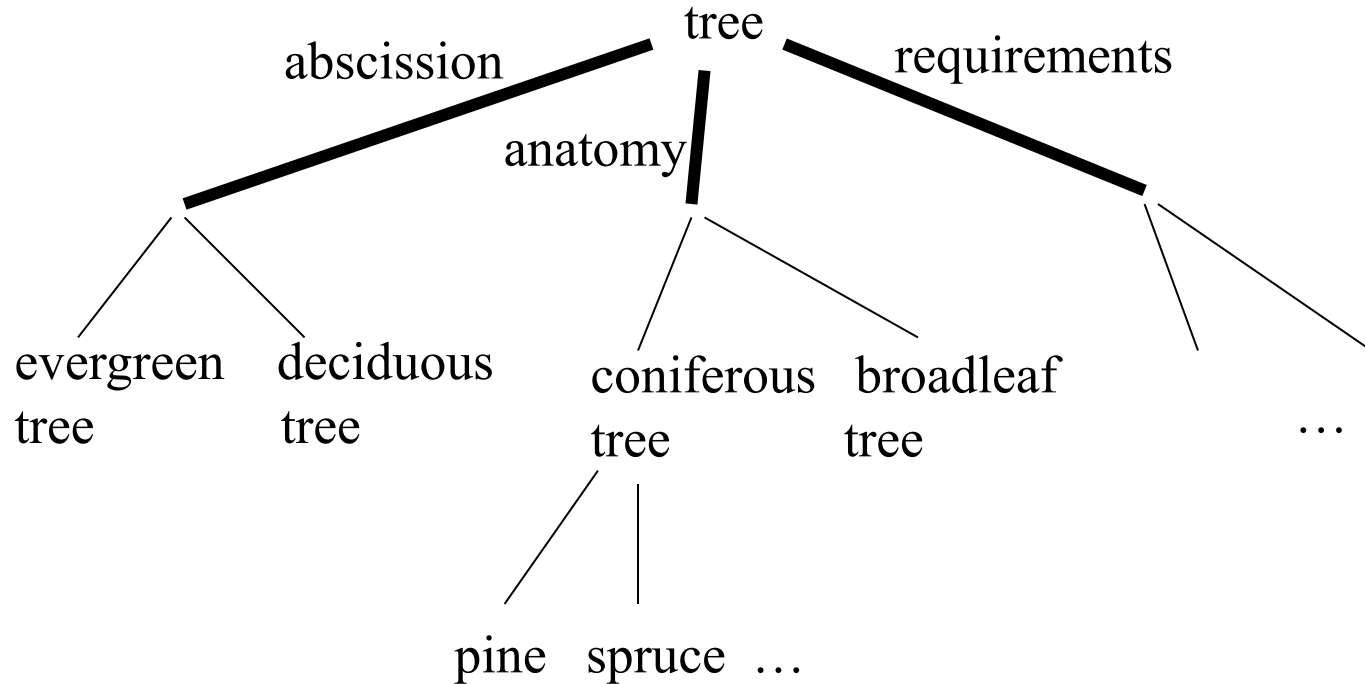 tree
abscission
requirements
anatomy
evergreen
tree
deciduous
tree
coniferous
tree
broadleaf
tree
…
pine
spruce
…